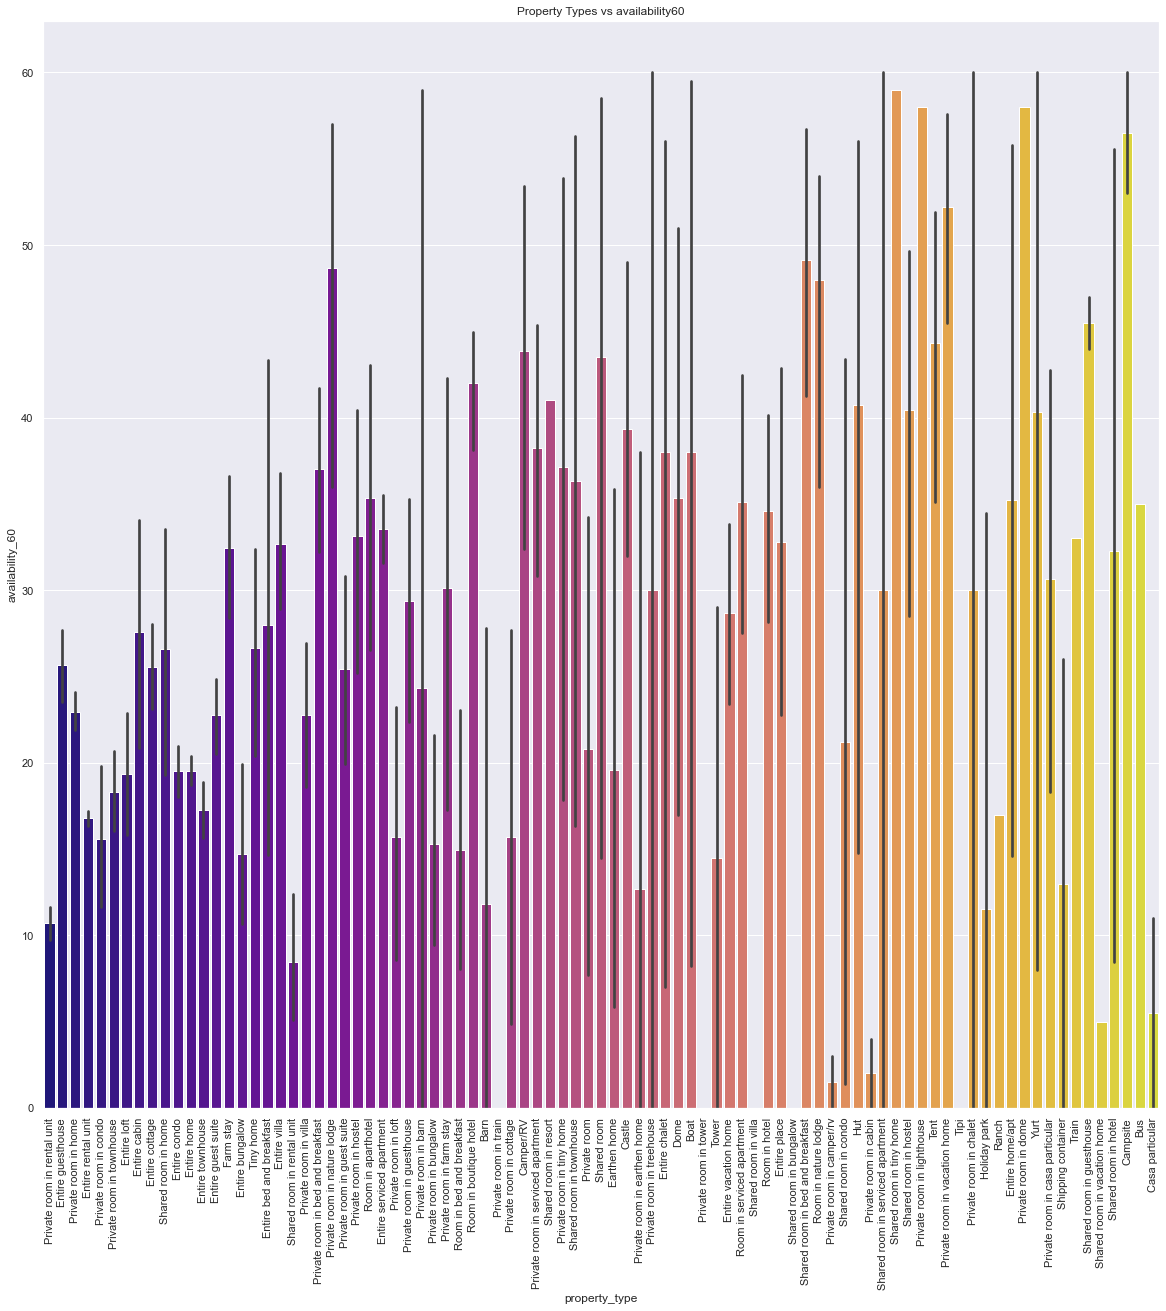 Property Types vs availability60
60
50
40
30
20
10
0
availability_60
Private room in rental unit
Entire guesthouse
Private room in home
Entire rental unit
Private room in condo
Private room in townhouse
Entire loft
Entire cabin
Entire cottage
Shared room in home
Entire condo
Entire home
Entire townhouse
Entire bungalow
Entire guest suite
Farm stay
Tiny home
Entire bed and breakfast
Entire villa
Shared room in rental unit
Private room in villa
Private room in bed and breakfast
Private room in nature lodge
Private room in guest suite
Private room in hostel
Room in aparthotel
Entire serviced apartment
Private room in loft
Private room in guesthouse
Private room in barn
Private room in bungalow
Private room in farm stay
Room in bed and breakfast
Room in boutique hotel
Barn
Private room in train
Private room in cottage
Camper/RV
Private room in serviced apartment
Shared room in resort
Private room in tiny home
Shared room in townhouse
Private room
Shared room
Earthen home
Castle
Private room in earthen home
Private room in treehouse
Entire chalet
Dome
Boat
Private room in tower
Tower
Entire vacation home
Room in serviced apartment
Shared room in villa
Room in hotel
Entire place
Shared room in bungalow
Shared room in bed and breakfast
Room in nature lodge
Private room in camper/rv
Shared room in condo
Hut
Private room in cabin
Shared room in serviced apartment
Shared room in tiny home
Shared room in hostel
Private room in lighthouse
Tent
Private room in vacation home
Tipi
Private room in chalet
Holiday park
Ranch
Entire home/apt
Private room in dome
Yurt
Private room in casa particular
Shipping container
Train
Shared room in guesthouse
Shared room in vacation home
Shared room in hotel
Campsite
Bus
Casa particular
property_type